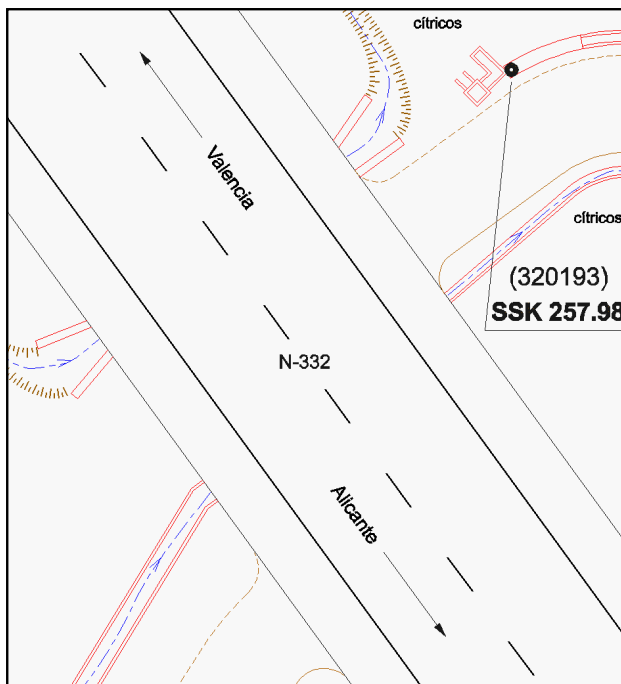 cítricos
Valencia
cítricos
(320193)
SSK 257.98
N-332
Alicante